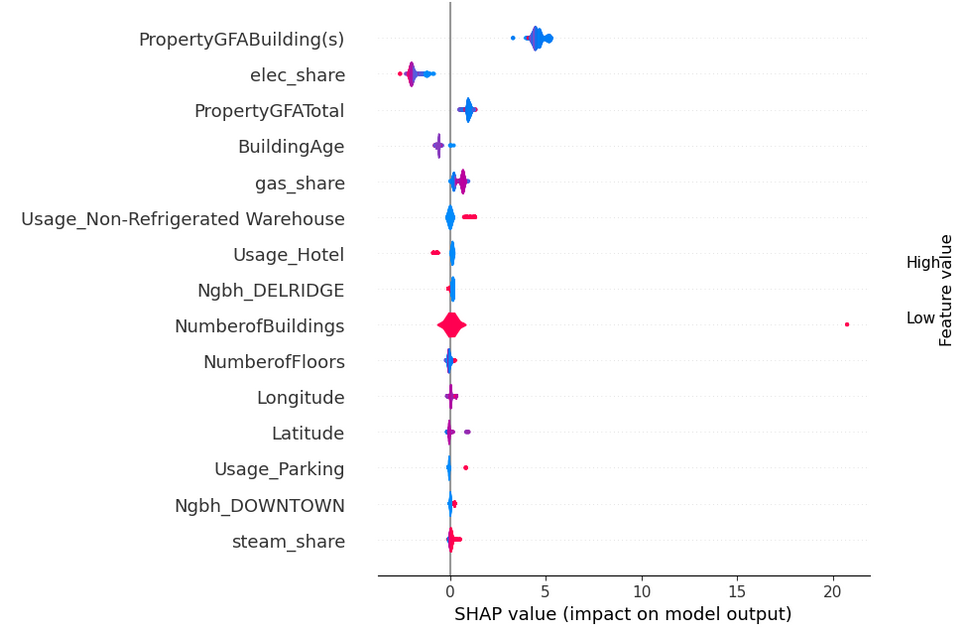 PropertyGFABuilding(s)
elec_share
PropertyGFATotal
BuildingAge
gas_share
Usage_Non-Refrigerated Warehouse
Usage_Hotel
Ngbh_DELRIDGE
NumberofBuildings
NumberofFloors
Longitude
Latitude
Usage_Parking
Ngbh_DOWNTOWN
steam_share
0 5 10 15 20
SHAP value (impact on model output)
High
Low
Feature value